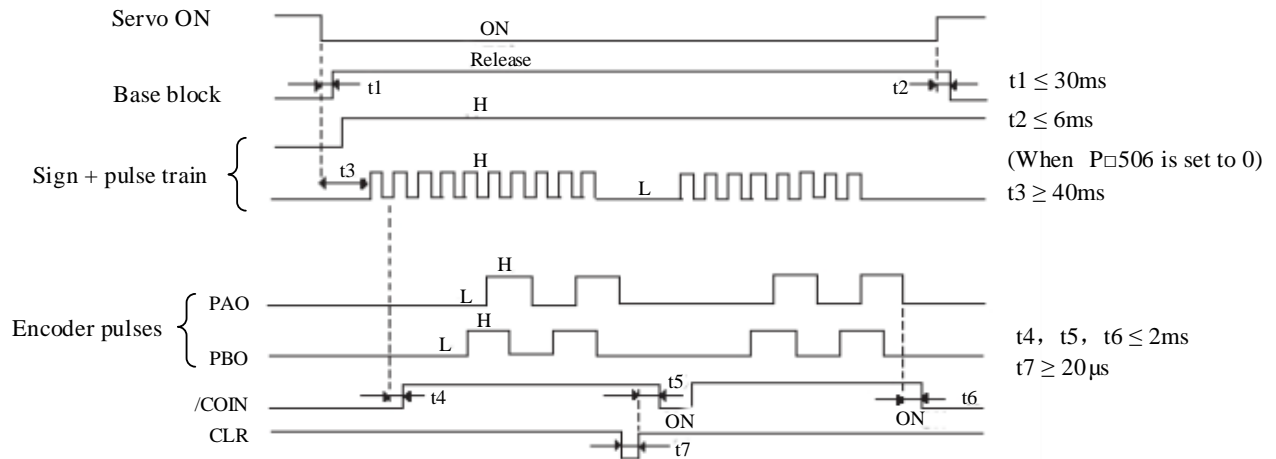 Servo ON
ON
Release
Base block
t1
t2
t1 ≤ 30ms
H
t2 ≤ 6ms
(When P□506 is set to 0)
Sign + pulse train
t3
H
L
t3 ≥ 40ms
H
PAO
L
Encoder pulses
H
PBO
L
t4，t5，t6 ≤ 2ms
t7 ≥ 20μs
/COIN
t4
t5
ON
ON
t6
CLR
t7